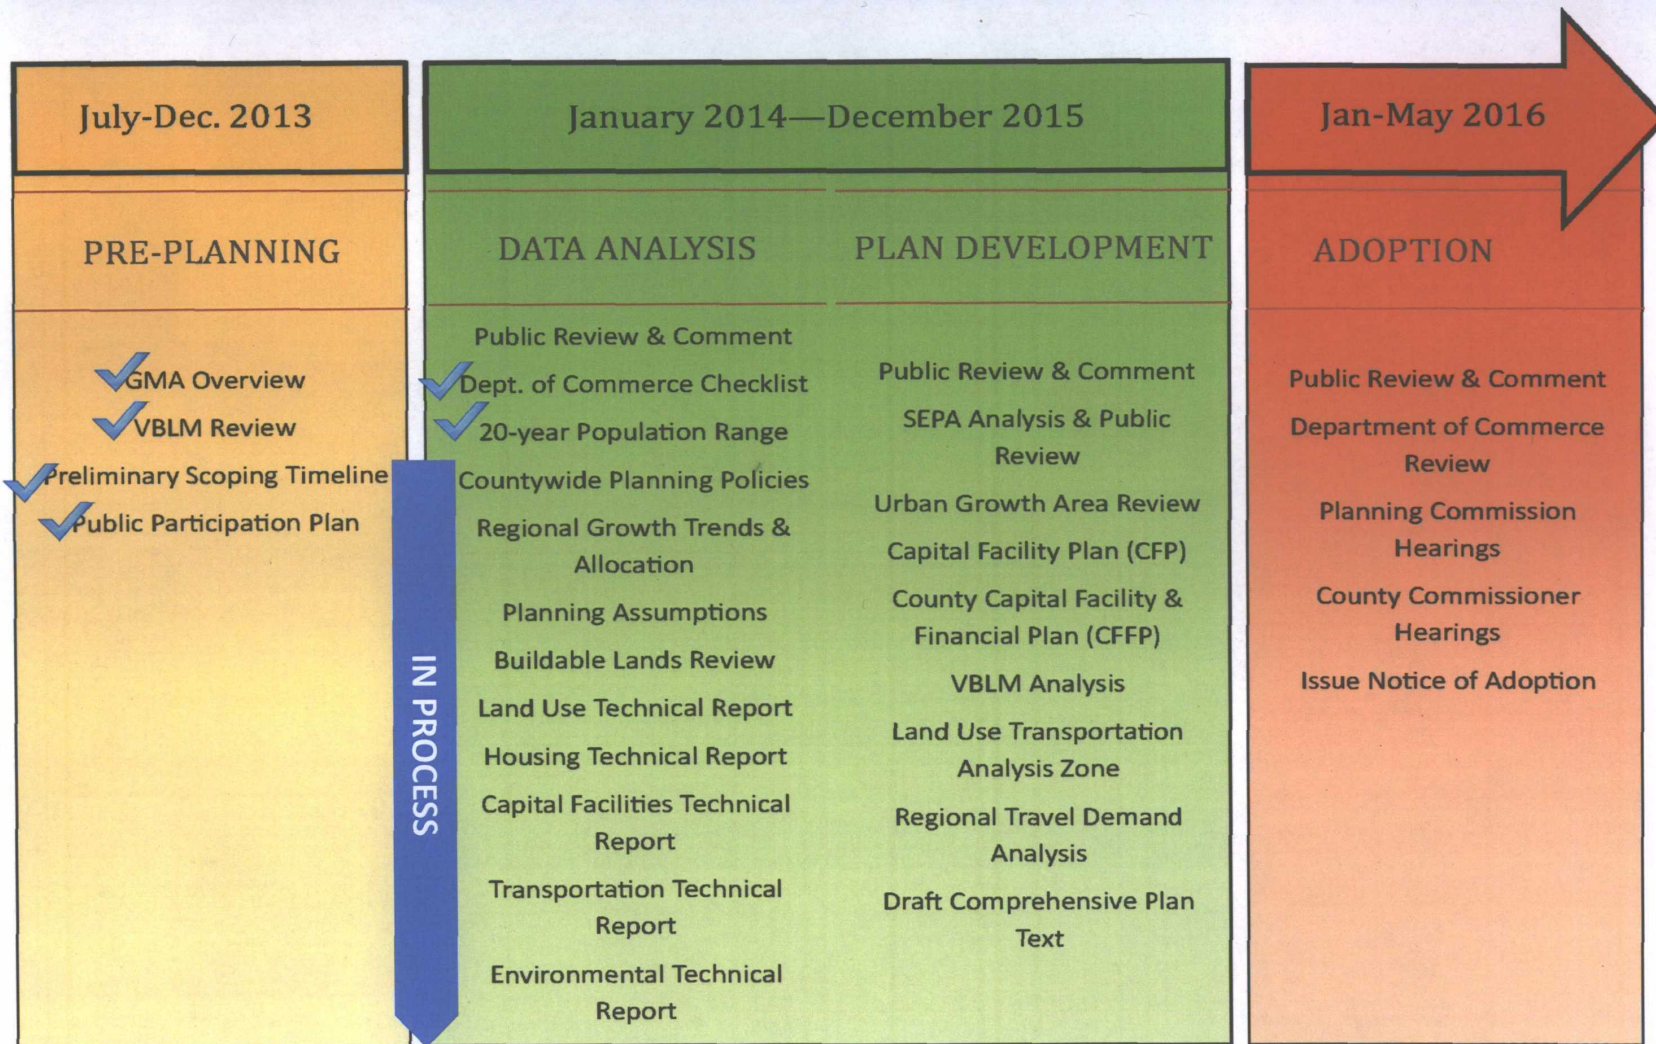 July-Dec. 2013
PRE-PLANNING
GMA Overview
VBLM Review
Preliminary Scoping Timeline
Public Participation Plan
IN PROCESS
January 2014—December 2015
DATA ANALYSIS
Public Review & Comment
Dept. of Commerce Checklist
20-year Population Range
Countywide Planning Policies
Regional Growth Trends &
Allocation
Planning Assumptions
Buildable Lands Review
Land Use Technical Report
Housing Technical Report
Capital Facilities Technical
Report
Transportation Technical
Report
Environmental Technical
Report
PLAN DEVELOPMENT
Public Review & Comment
SEPA Analysis & Public
Review
Urban Growth Area Review
Capital Facility Plan (CFP)
County Capital Facility &
Financial Plan (CFFP)
VBLM Analysis
Land Use Transportation
Analysis Zone
Regional Travel Demand
Analysis
Draft Comprehensive Plan
Text
Jan-May 2016
ADOPTION
Public Review & Comment
Department of Commerce
Review
Planning Commission
Hearings
County Commissioner
Hearings
Issue Notice of Adoption